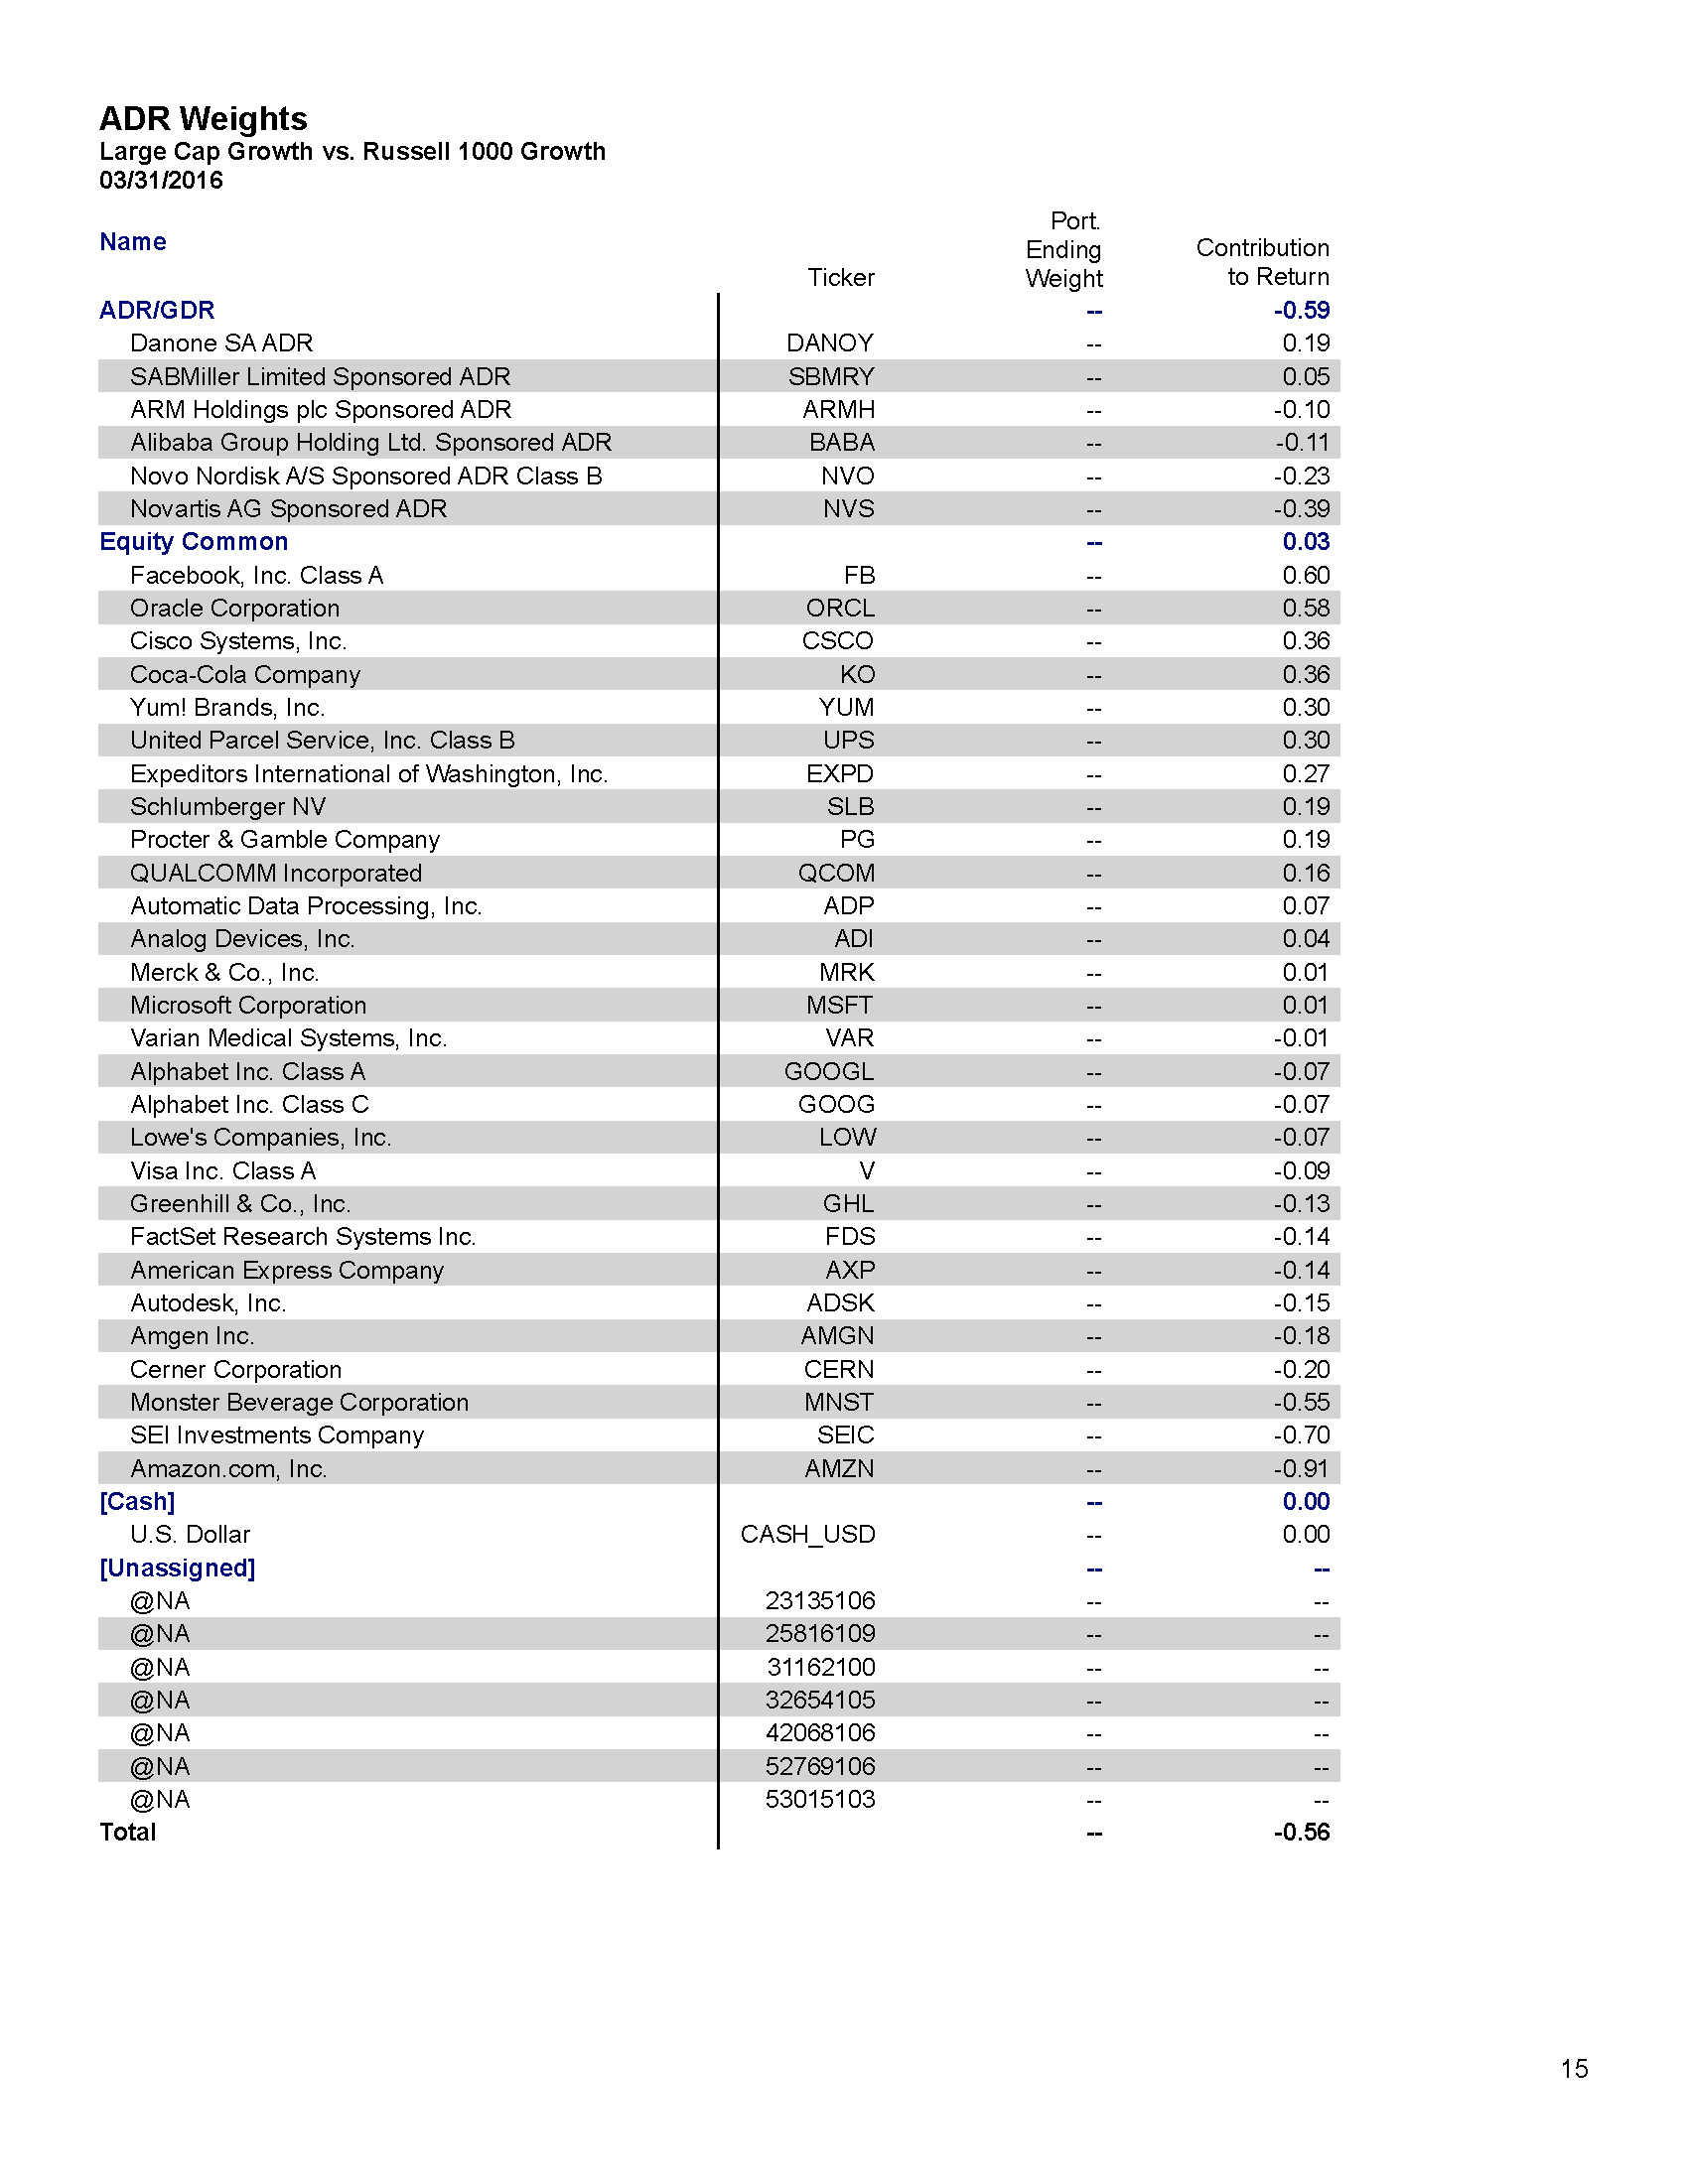 ADR Weights
Large Cap Growth vs. Russell 1000 Growth
03/31/2016
Name Ticker Port. Ending Weight Contribution to Return
ADR/GDR -- -0.59
Danone SA ADR DANOY -- 0.19
SABMiller Limited Sponsored ADR SBMRY -- 0.05
ARM Holdings plc Sponsored ADR ARMH -- -0.10
Alibaba Group Holding Ltd. Sponsored ADR BABA -- -0.11
Novo Nordisk A/S Sponsored ADR Class B NVO -- -0.23
Novartis AG Sponsored ADR NVS -- -0.39
Equity Common -- 0.03
Facebook, Inc. Class A FB -- 0.60
Oracle Corporation ORCL -- 0.58
Cisco Systems, Inc. CSCO -- 0.36
Coca-Cola Company KO -- 0.36
Yum! Brands, Inc. YUM -- 0.30
United Parcel Service, Inc. Class B UPS -- 0.30
Expeditors International of Washington, Inc. EXPD -- 0.27
Schlumberger NV SLB -- 0.19
Procter & Gamble Company PG -- 0.19
QUALCOMM Incorporated QCOM -- 0.16
Automatic Data Processing, Inc. ADP -- 0.07
Analog Devices, Inc. ADI -- 0.04
Merck & Co., Inc. MRK -- 0.01
Microsoft Corporation MSFT -- 0.01
Varian Medical Systems, Inc. VAR -- -0.01
Alphabet Inc. Class A GOOGL -- -0.07
Alphabet Inc. Class C GOOG -- -0.07
Lowe's Companies, Inc. LOW -- -0.07
Visa Inc. Class A V -- -0.09
Greenhill & Co., Inc. GHL -- -0.13
FactSet Research Systems Inc. FDS -- -0.14
American Express Company AXP -- -0.14
Autodesk, Inc. ADSK -- -0.15
Amgen Inc. AMGN -- -0.18
Cerner Corporation CERN -- -0.20
Monster Beverage Corporation MNST -- -0.55
SEI Investments Company SEIC -- -0.70
Amazon.com, Inc. AMZN -- -0.91
[Cash] -- 0.00
U.S. Dollar CASH_USD -- 0.00
[Unassigned] -- --
@NA 23135106 -- --
@NA 25816109 -- --
@NA 31162100 -- --
@NA 32654105 -- --
@NA 42068106 -- --
@NA 52769106 -- --
@NA 53015103 -- --
Total -- -0.56
15